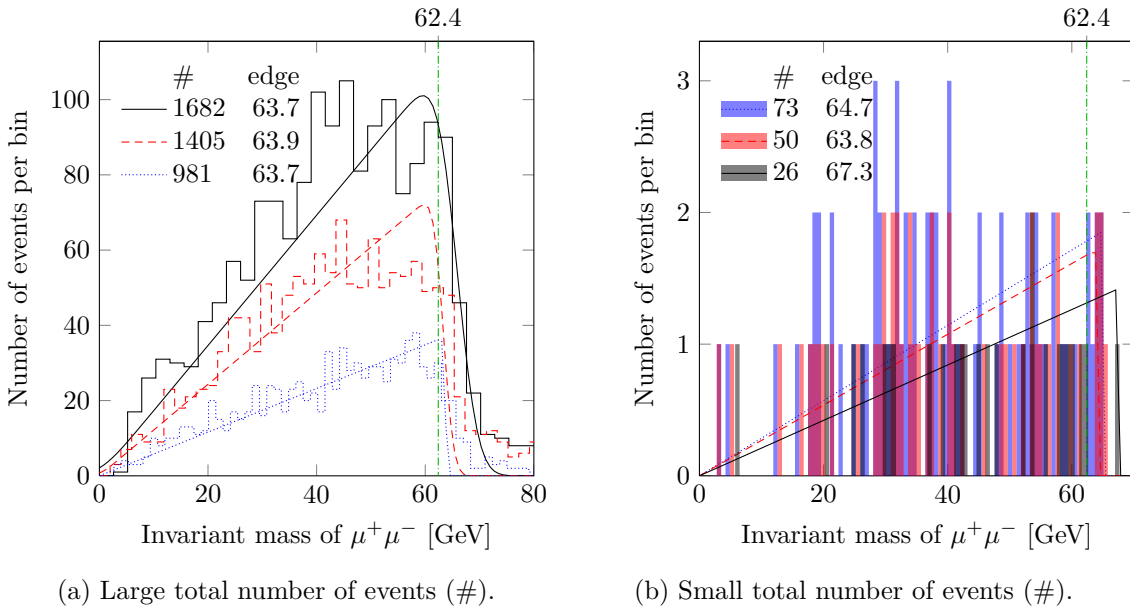 62.4
# edge
1682 63.7
1405 63.9
981 63.7
100
80
60
40
20
0
0 20 40 60 80
Number of events per bin
Invariant mass of μ⁺μ⁻ [GeV]
(a) Large total number of events (#).
62.4
# edge
73 64.7
50 63.8
26 67.3
3
2
1
0
0 20 40 60
Number of events per bin
Invariant mass of μ⁺μ⁻ [GeV]
(b) Small total number of events (#).